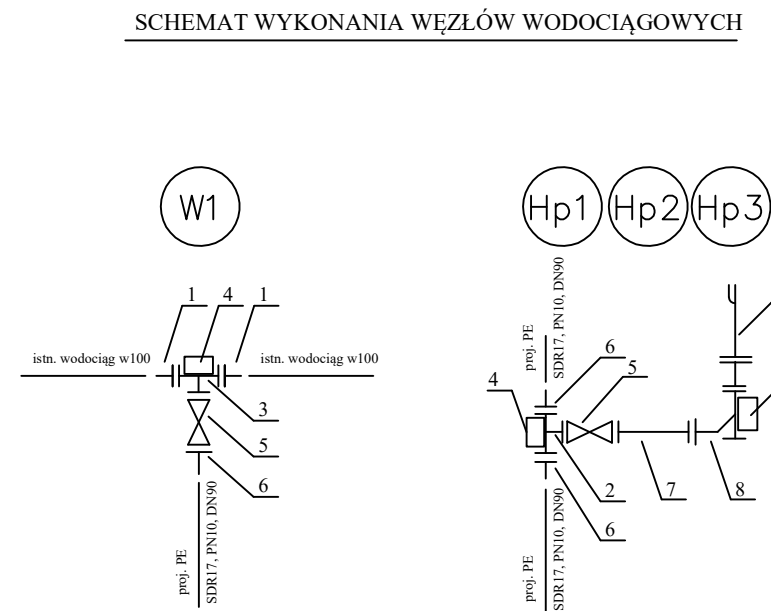 SCHEMAT WYKONANIA WĘZŁÓW WODOCIĄGOWYCH
W1
Hp1 Hp2 Hp3
1 4 1
istn. wodociąg w100 istn. wodociąg w100
3
5
6
proj. PE
SDR17, PN10, DN90
proj. PE
SDR17, PN10, DN90
6
4 5
2 7 8
6
proj. PE
SDR17, PN10, DN90